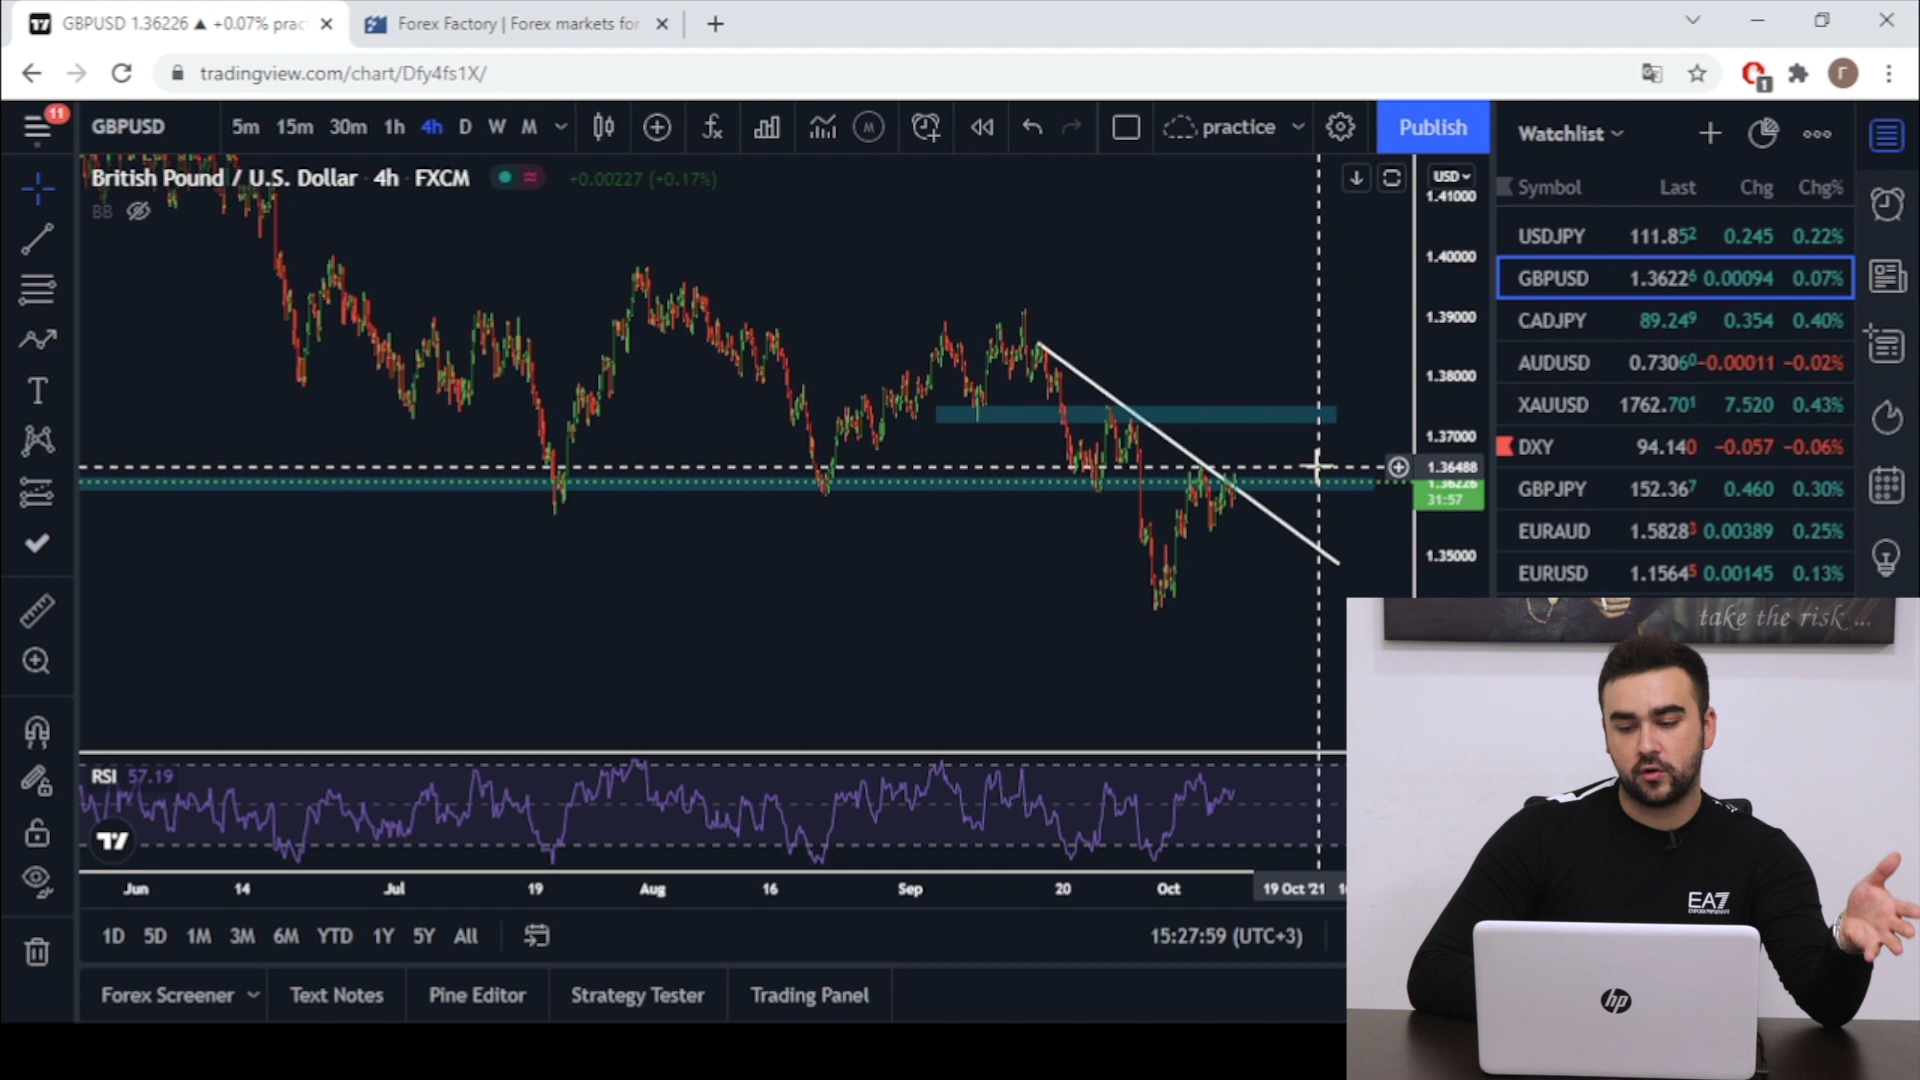 GBPUSD 1.36226 ▲ +0.07% prac
Forex Factory | Forex markets for
tradingview.com/chart/Dfy4fs1X/
1
Г
11
GBPUSD 5m 15m 30m 1h 4h D W M
M
practice
Publish
Watchlist
British Pound / U.S. Dollar · 4h · FXCM
+0.00227 (+0.17%)
BB
USD
Symbol Last Chg Chg%
USDJPY 111.852 0.245 0.22%
GBPUSD 1.36226 0.00094 0.07%
CADJPY 89.249 0.354 0.40%
AUDUSD 0.73060 -0.00011 -0.02%
XAUUSD 1762.701 7.520 0.43%
DXY 94.140 -0.057 -0.06%
GBPJPY 152.367 0.460 0.30%
EURAUD 1.58283 0.00389 0.25%
EURUSD 1.15645 0.00145 0.13%
1.41000
1.40000
1.39000
1.38000
1.37000
1.36488
1.36226
31:57
1.35000
T
take the risk ...
RSI 57.19
Jun 14 Jul 19 Aug 16 Sep 20 Oct 19 Oct '21
1D 5D 1M 3M 6M YTD 1Y 5Y All
15:27:59 (UTC+3)
Forex Screener Text Notes Pine Editor Strategy Tester Trading Panel
EA7
EMPORIO ARMANI
hp